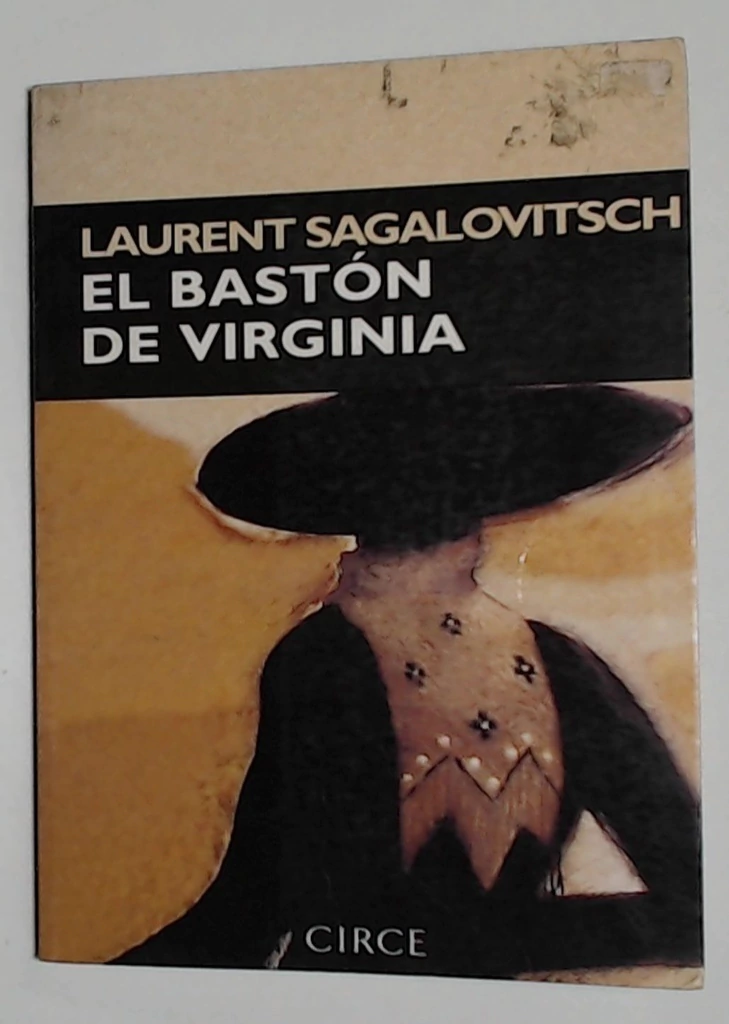 LAURENT SAGALOVITSCH
EL BASTÓN
DE VIRGINIA
CIRCE